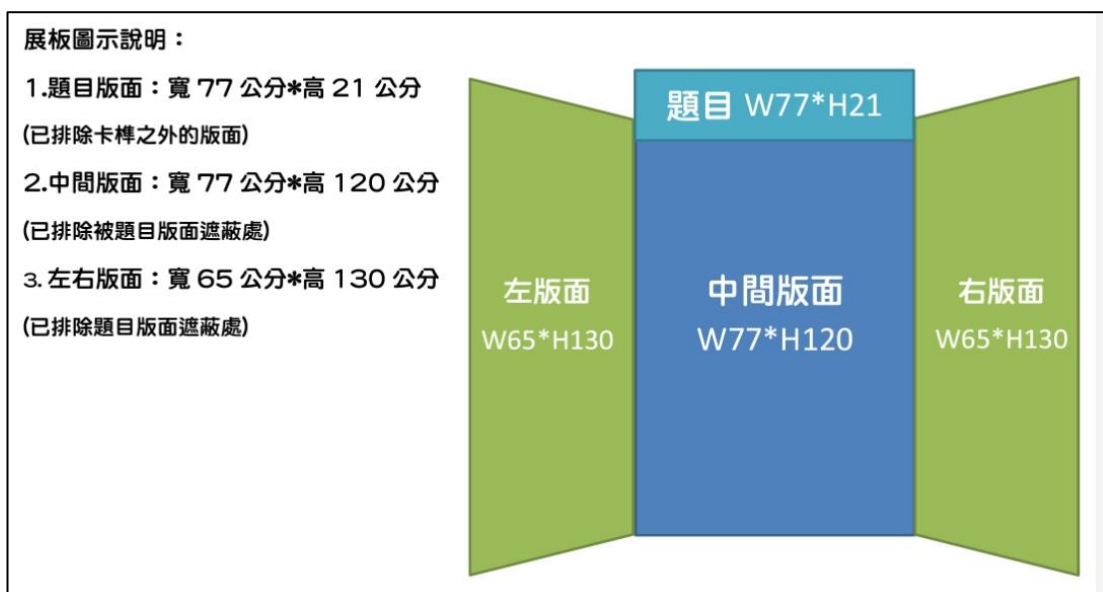 展板圖示說明：
1.題目版面：寬 77 公分*高 21 公分
(已排除卡榫之外的版面)
2.中間版面：寬 77 公分*高 120 公分
(已排除被題目版面遮蔽處)
3.左右版面：寬 65 公分*高 130 公分
(已排除題目版面遮蔽處)
題目 W77*H21
左版面
W65*H130
中間版面
W77*H120
右版面
W65*H130